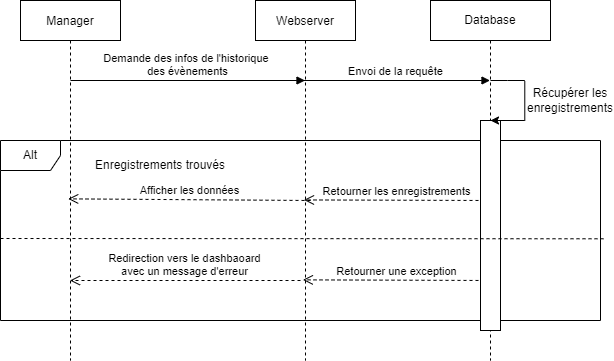 Manager
Webserver
Database
Demande des infos de l'historique
des évènements
Envoi de la requête
Récupérer les
enregistrements
Alt
Enregistrements trouvés
Afficher les données
Retourner les enregistrements
Redirection vers le dashbaoard
avec un message d'erreur
Retourner une exception